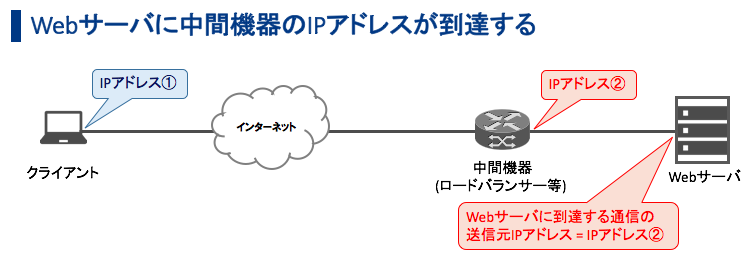 Webサーバに中間機器のIPアドレスが到達する
IPアドレス①
IPアドレス②
インターネット
クライアント
中間機器
(ロードバランサー等)
Webサーバ
Webサーバに到達する通信の
送信元IPアドレス = IPアドレス②